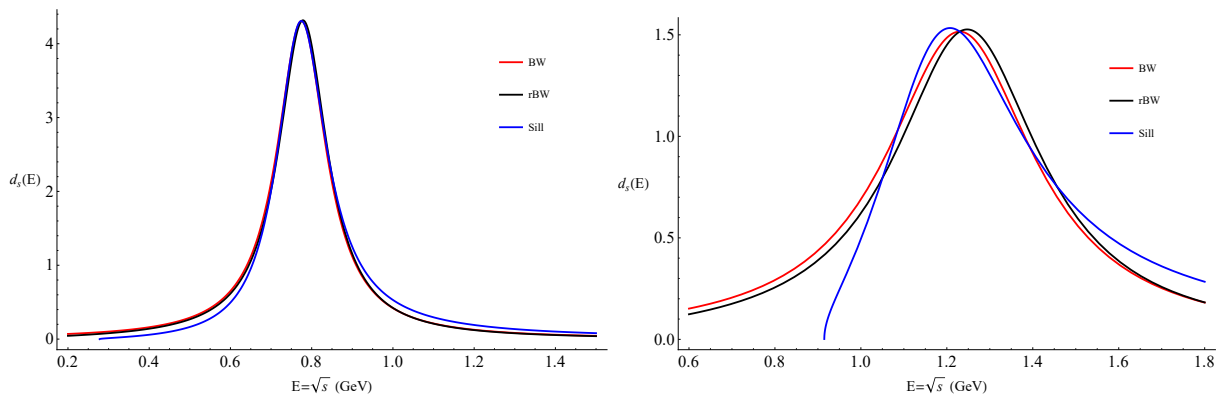 4
3
2
1
0
0.2 0.4 0.6 0.8 1.0 1.2 1.4
d_s(E)
E=√s (GeV)
BW
rBW
Sill
1.5
1.0
0.5
0.0
0.6 0.8 1.0 1.2 1.4 1.6 1.8
d_s(E)
E=√s (GeV)
BW
rBW
Sill